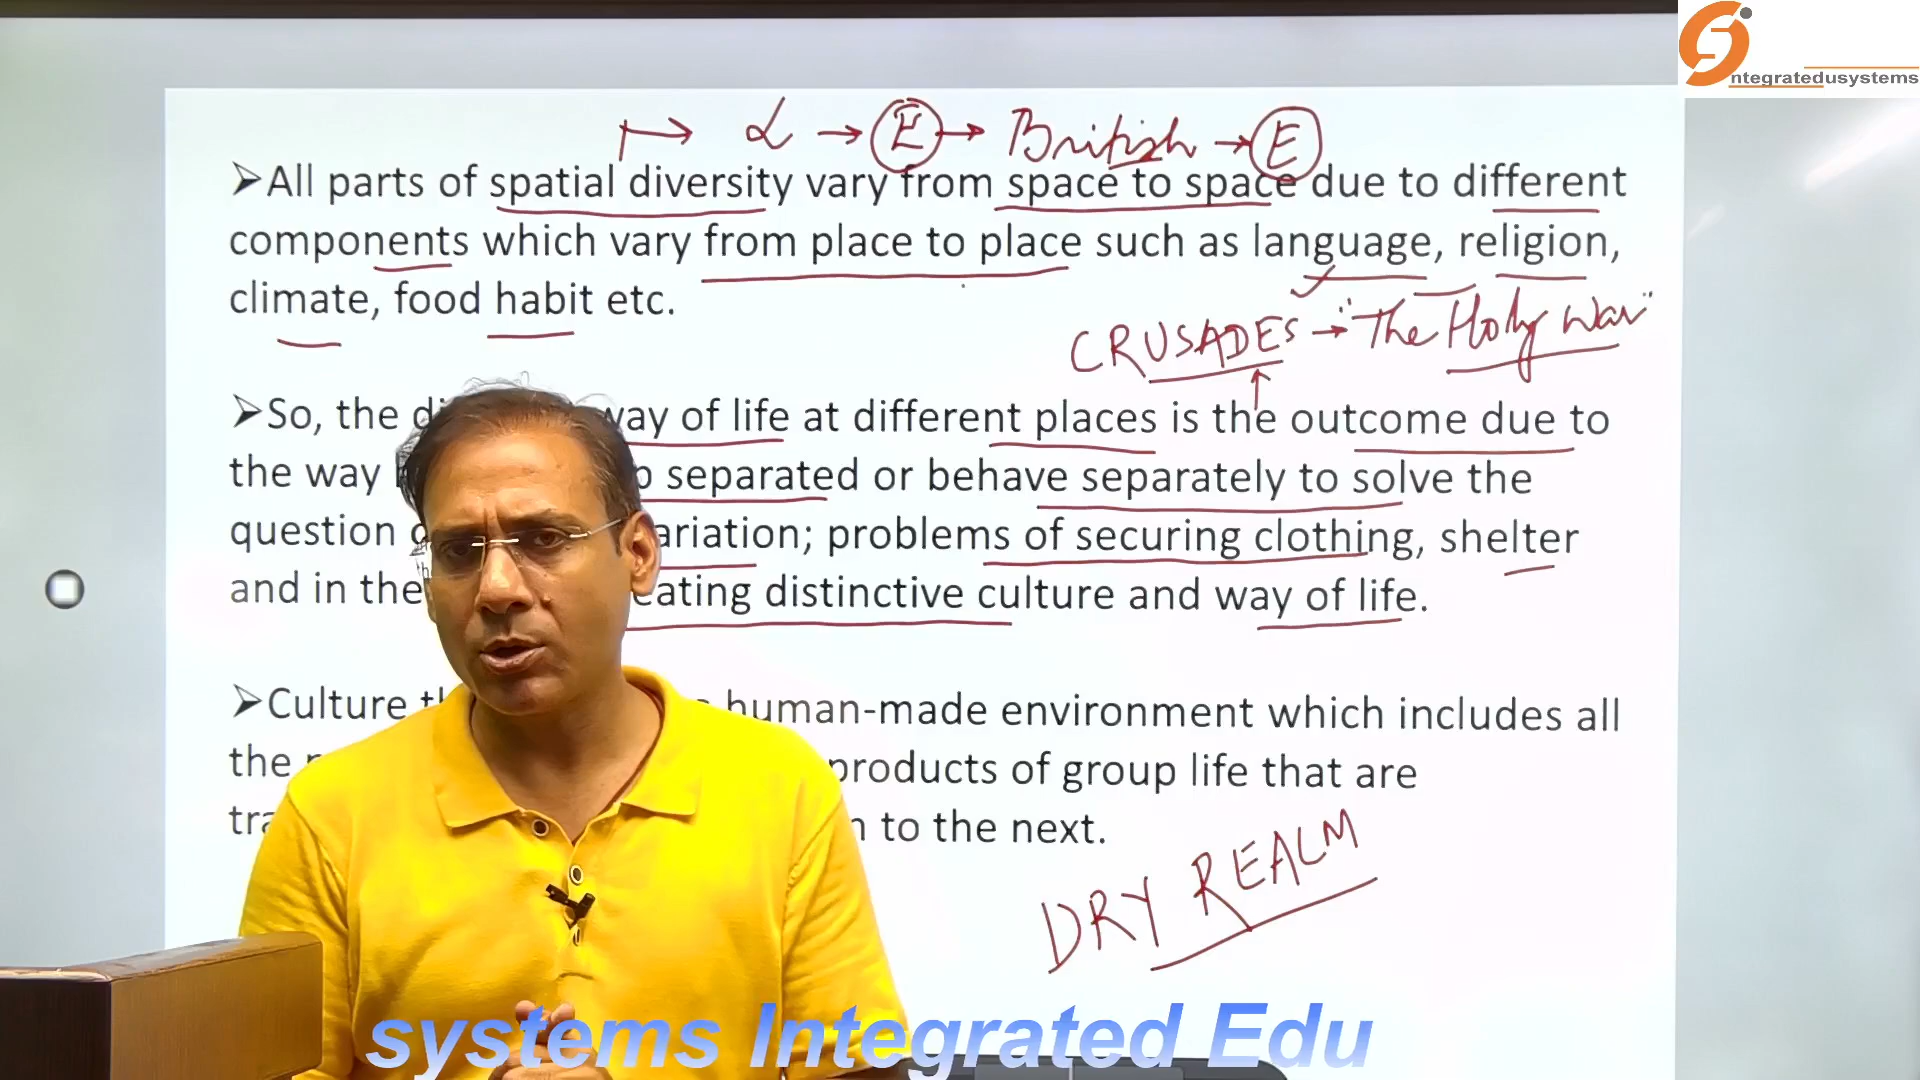 ntegratedusystems
L → E → British → E
➢All parts of spatial diversity vary from space to space due to different
components which vary from place to place such as language, religion,
climate, food habit etc.
CRUSADES → "The Holy War"
➢So, the way of life at different places is the outcome due to
the way separated or behave separately to solve the
question variation; problems of securing clothing, shelter
and in the eating distinctive culture and way of life.
➢Culture human-made environment which includes all
the products of group life that are
to the next.
DRY REALM
systems Integrated Edu